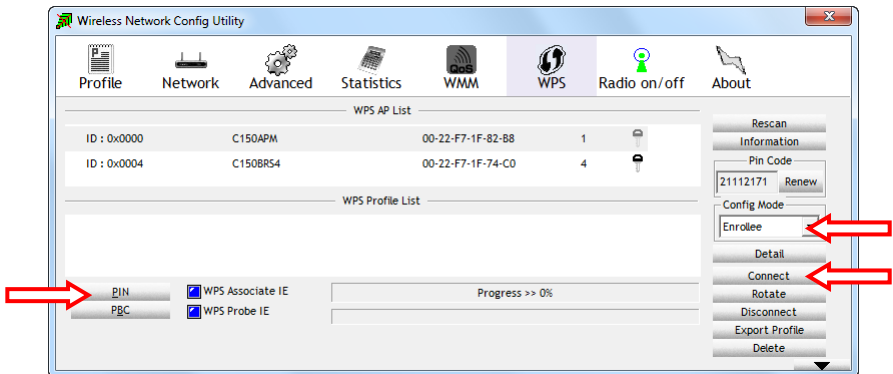 Wireless Network Config Utility
Profile Network Advanced Statistics WMM WPS Radio on/off About
QoS
WPS AP List
ID : 0x0000 C150APM 00-22-F7-1F-82-B8 1
ID : 0x0004 C150BRS4 00-22-F7-1F-74-C0 4
WPS Profile List
Rescan
Information
Pin Code
21112171 Renew
Config Mode
Enrollee
Detail
Connect
Rotate
Disconnect
Export Profile
Delete
PIN WPS Associate IE Progress >> 0%
PBC WPS Probe IE